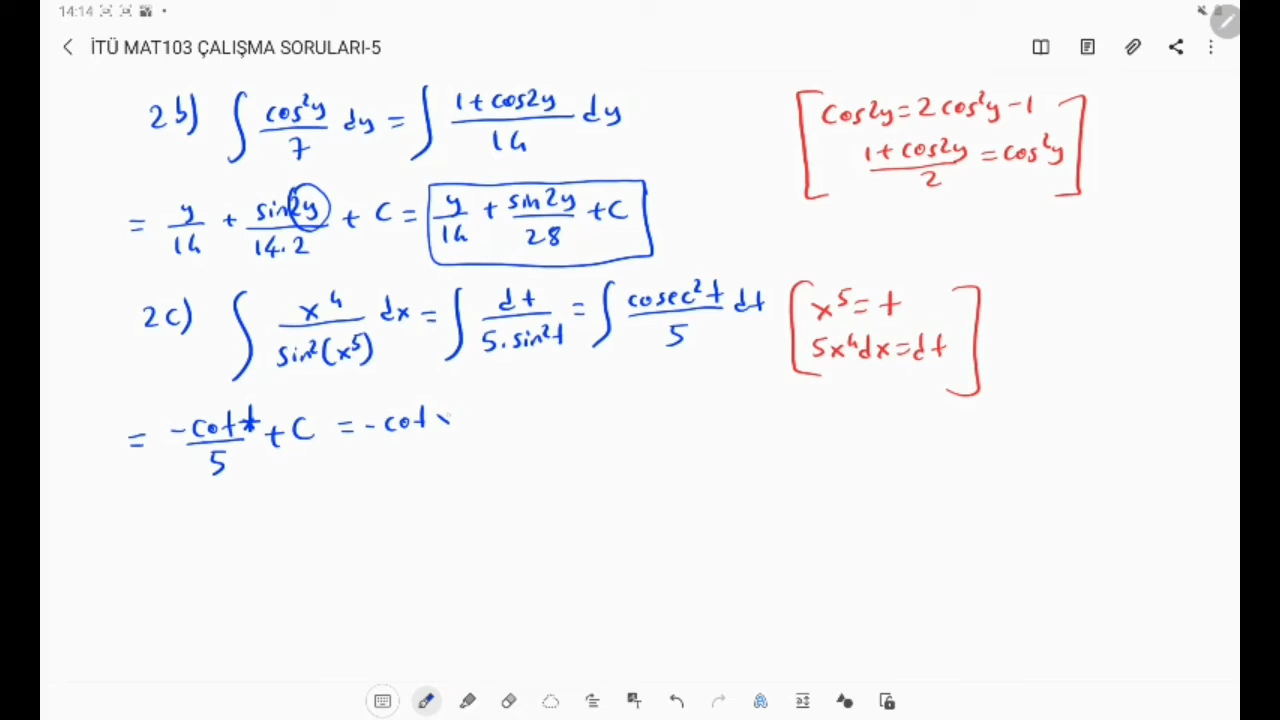 14:14
İTÜ MAT103 ÇALIŞMA SORULARI-5
2b) ∫ cos²y/7 dy = ∫ (1+cos2y)/14 dy
[cos2y = 2cos²y - 1
(1+cos2y)/2 = cos²y]
= y/14 + sin2y/14.2 + C = y/14 + sin2y/28 + C
2c) ∫ x⁴/sin²(x⁵) dx = ∫ dt/5.sin²t = ∫ cosec²t/5 dt
[x⁵ = t
5x⁴dx = dt]
= -cott/5 + C = -cot